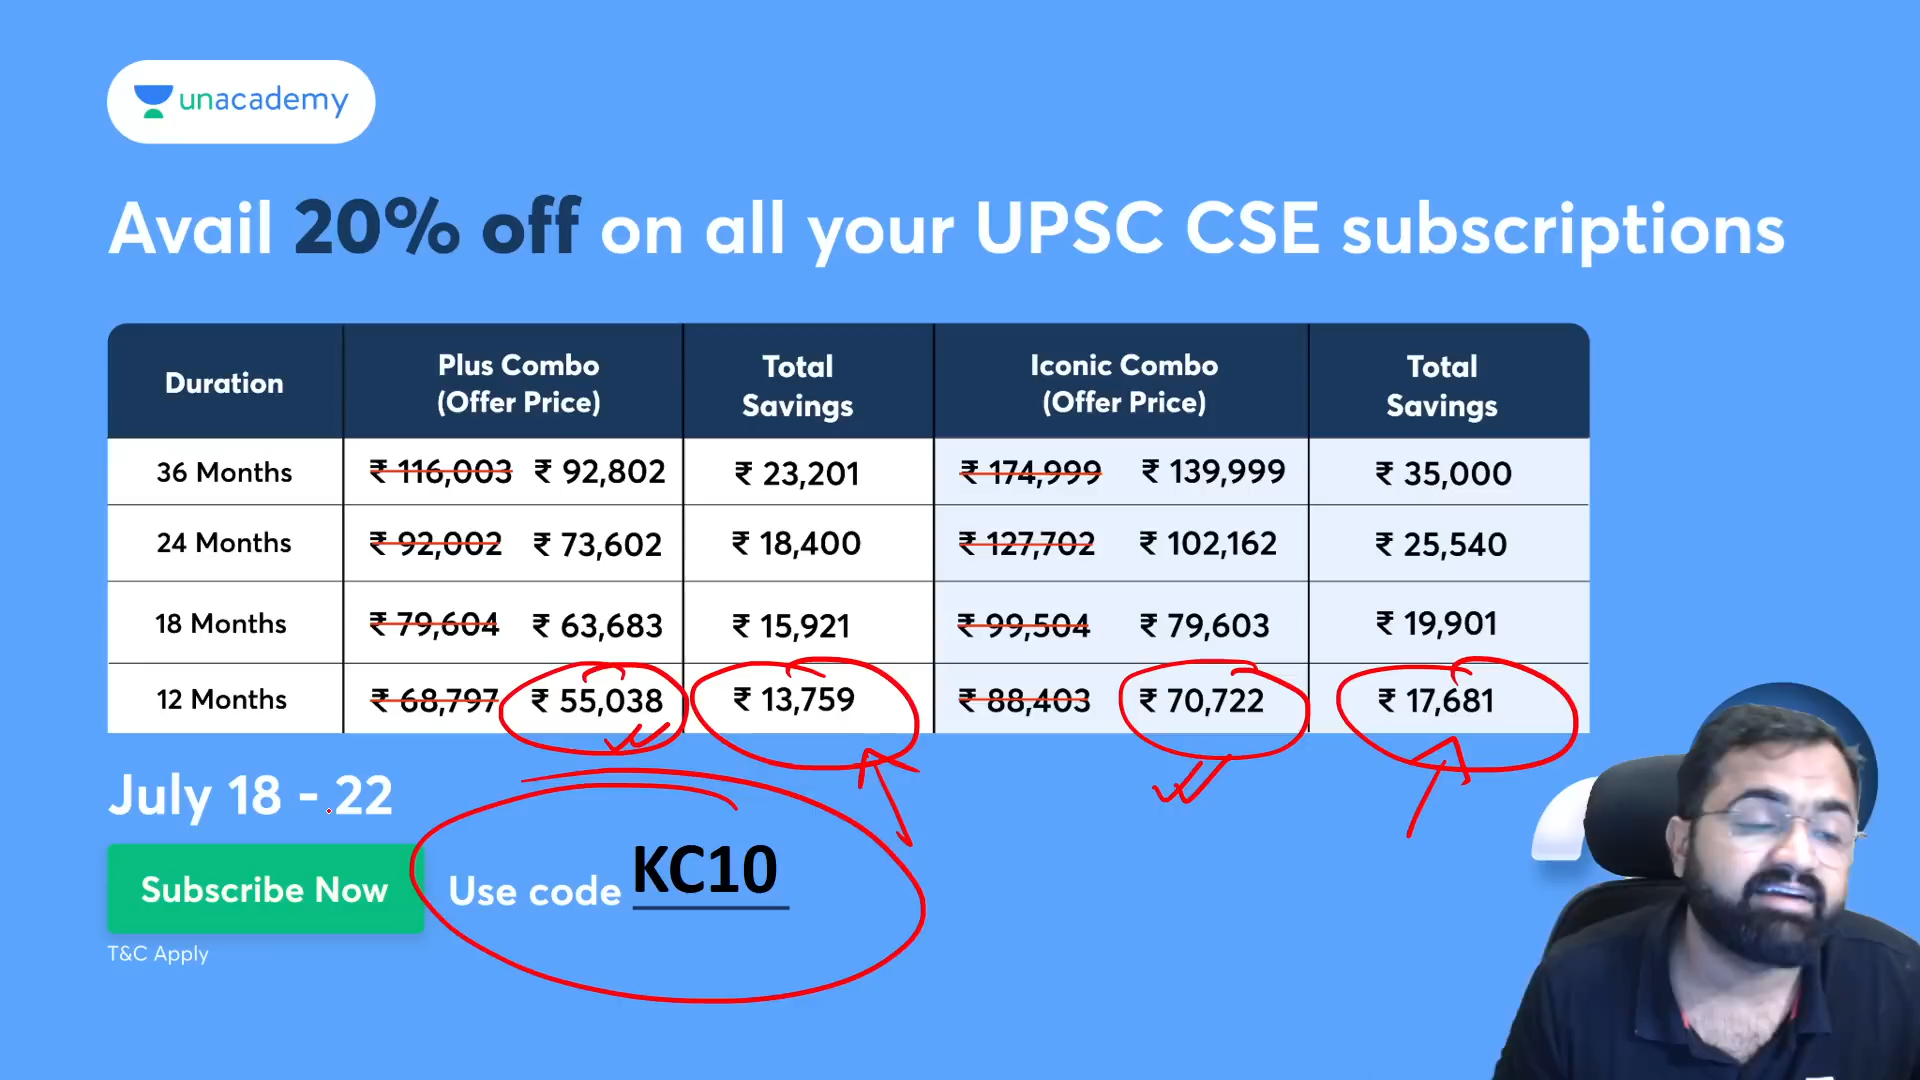 unacademy
Avail 20% off on all your UPSC CSE subscriptions
Duration Plus Combo (Offer Price) Total Savings Iconic Combo (Offer Price) Total Savings
36 Months ₹ 116,003 ₹ 92,802 ₹ 23,201 ₹ 174,999 ₹ 139,999 ₹ 35,000
24 Months ₹ 92,002 ₹ 73,602 ₹ 18,400 ₹ 127,702 ₹ 102,162 ₹ 25,540
18 Months ₹ 79,604 ₹ 63,683 ₹ 15,921 ₹ 99,504 ₹ 79,603 ₹ 19,901
12 Months ₹ 68,797 ₹ 55,038 ₹ 13,759 ₹ 88,403 ₹ 70,722 ₹ 17,681
July 18 - 22
Subscribe Now Use code KC10
T&C Apply